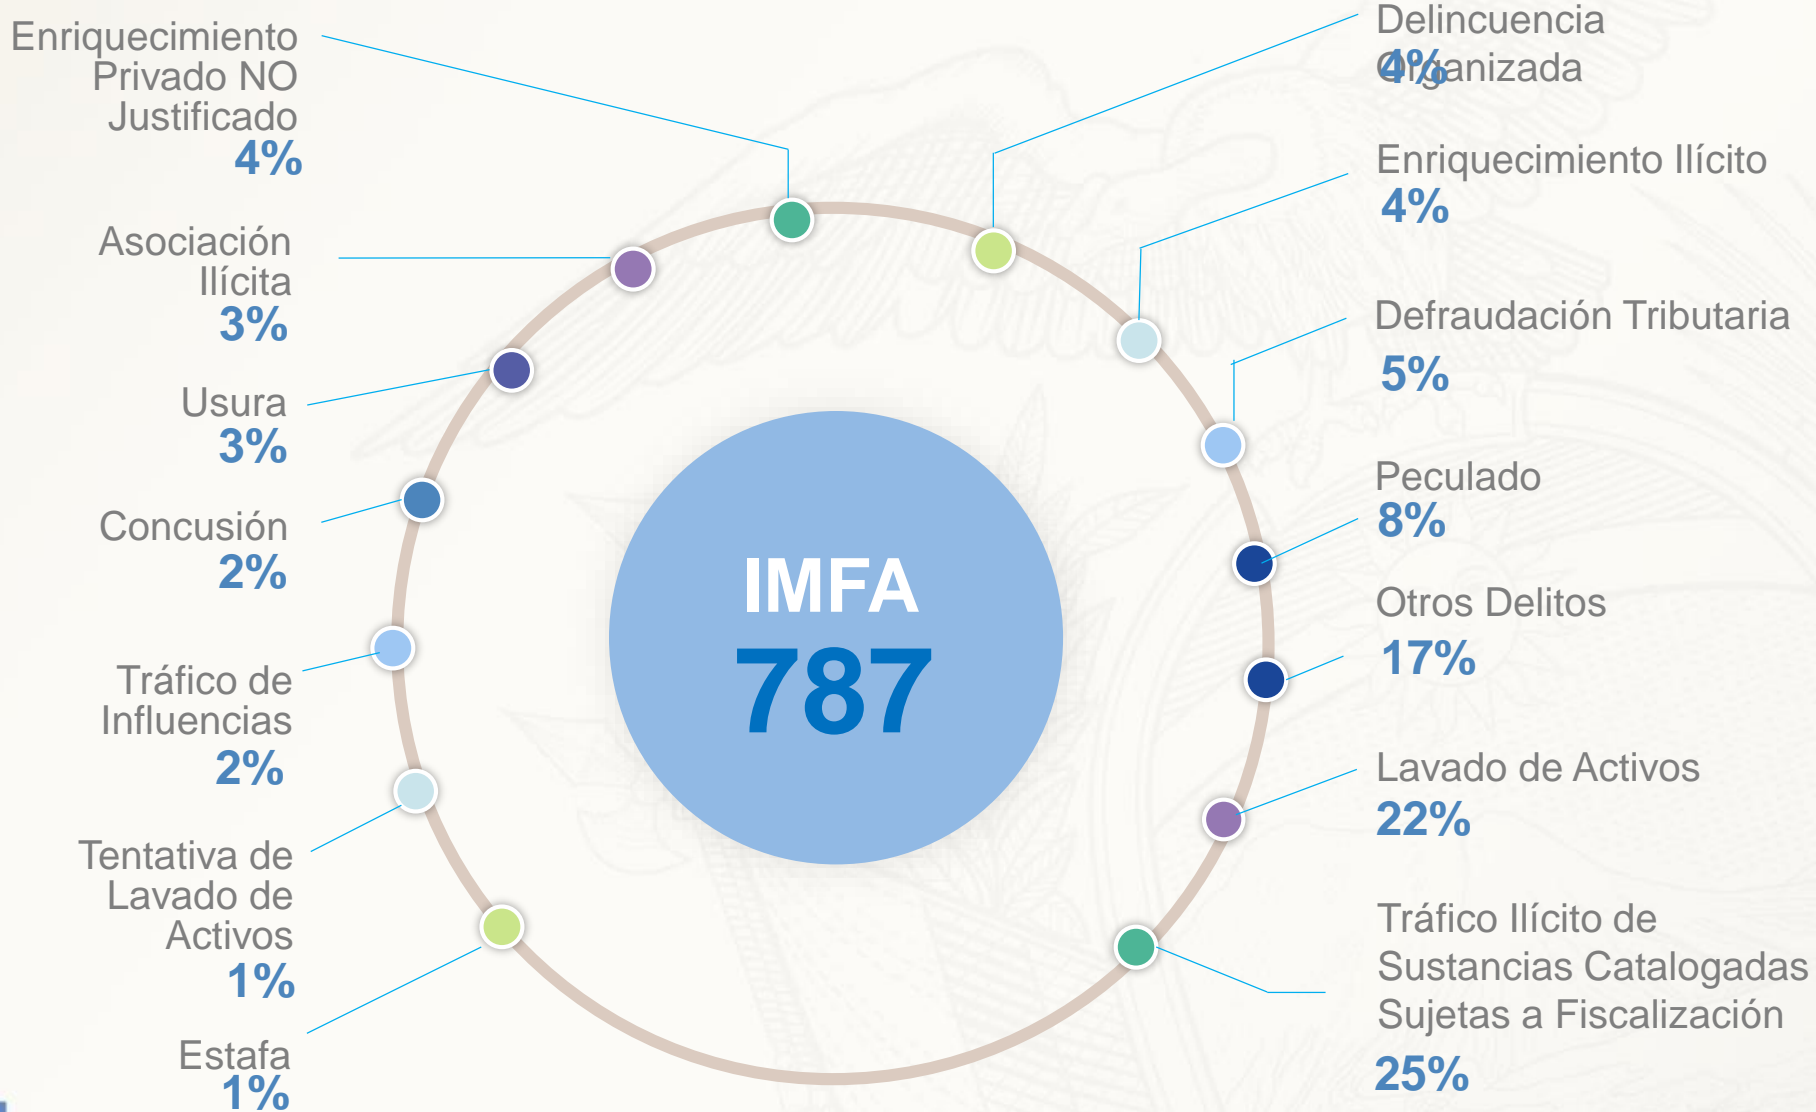 Enriquecimiento
Privado NO
Justificado
4%
Asociación
Ilícita
3%
Usura
3%
Concusión
2%
Tráfico de
Influencias
2%
Tentativa de
Lavado de
Activos
1%
Estafa
1%
IMFA
787
Delincuencia
Organizada
4%
Enriquecimiento Ilícito
4%
Defraudación Tributaria
5%
Peculado
8%
Otros Delitos
17%
Lavado de Activos
22%
Tráfico Ilícito de
Sustancias Catalogadas
Sujetas a Fiscalización
25%